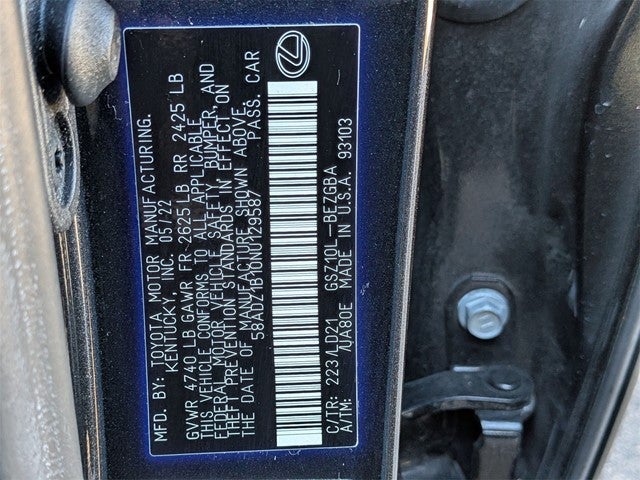 MFD. BY: TOYOTA MOTOR MANUFACTURING.
KENTUCKY, INC. 05/22
GVWR 4740 LB GAWR FR 2625 LB RR 2425 LB
THIS VEHICLE CONFORMS TO ALL APPLICABLE
FEDERAL MOTOR VEHICLE SAFETY, BUMPER, AND
THEFT PREVENTION STANDARDS IN EFFECT ON
THE DATE OF MANUFACTURE SHOWN ABOVE
58ADZ1B10NU129587 PASS. CAR
C/TR: 223/LD21 GSZ10L-BEZGBA
A/TM: /UA80E MADE IN U.S.A. 93103